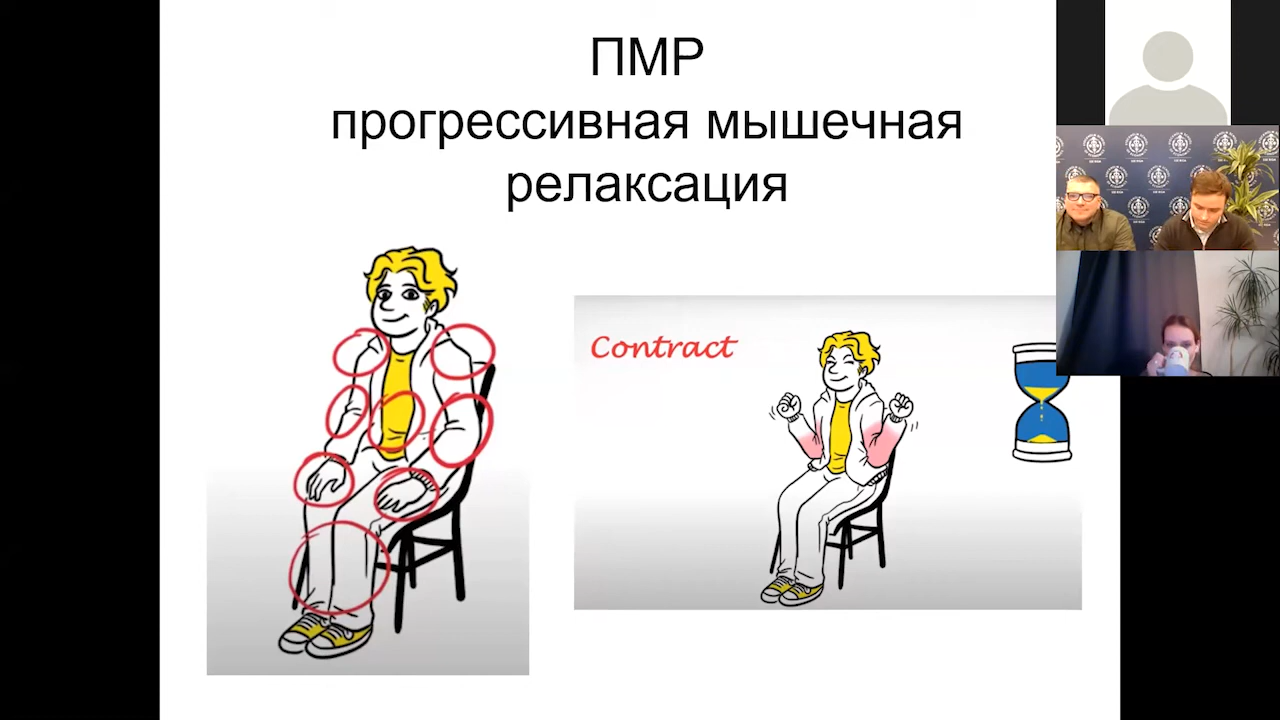 ПМР
прогрессивная мышечная
релаксация
Contract